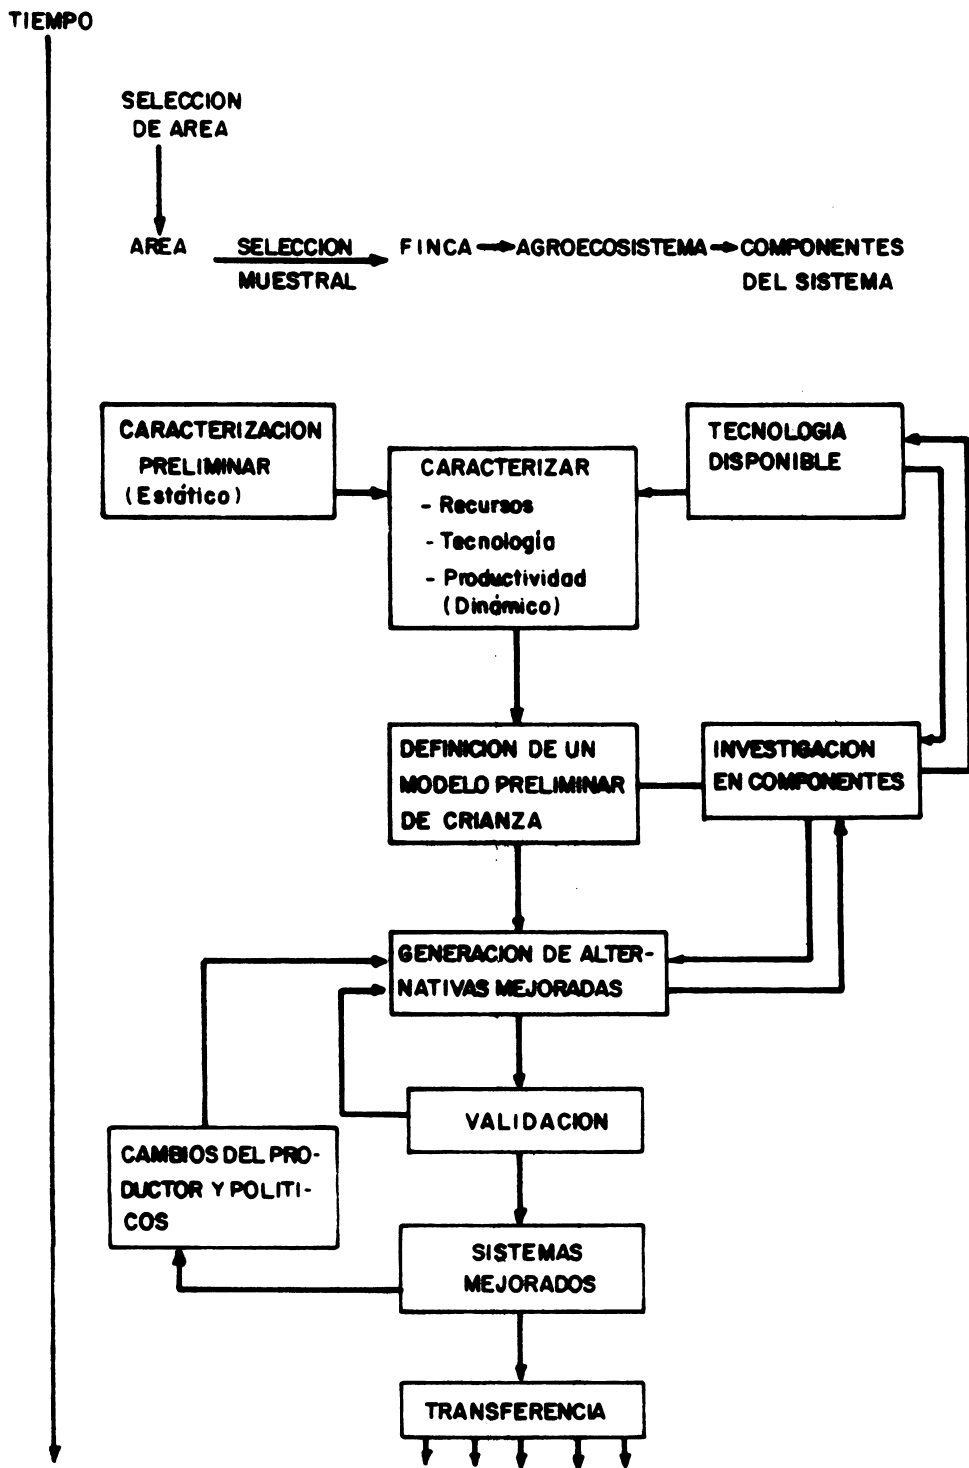 TIEMPO
SELECCION
DE AREA
AREA
SELECCION
MUESTRAL
FINCA
AGROECOSISTEMA
COMPONENTES
DEL SISTEMA
CARACTERIZACION
PRELIMINAR
(Estático)
CARACTERIZAR
- Recursos
- Tecnología
- Productividad
(Dinámico)
TECNOLOGIA
DISPONIBLE
DEFINICION DE UN
MODELO PRELIMINAR
DE CRIANZA
INVESTIGACION
EN COMPONENTES
GENERACION DE ALTER-
NATIVAS MEJORADAS
VALIDACION
CAMBIOS DEL PRO-
DUCTOR Y POLITI-
COS
SISTEMAS
MEJORADOS
TRANSFERENCIA